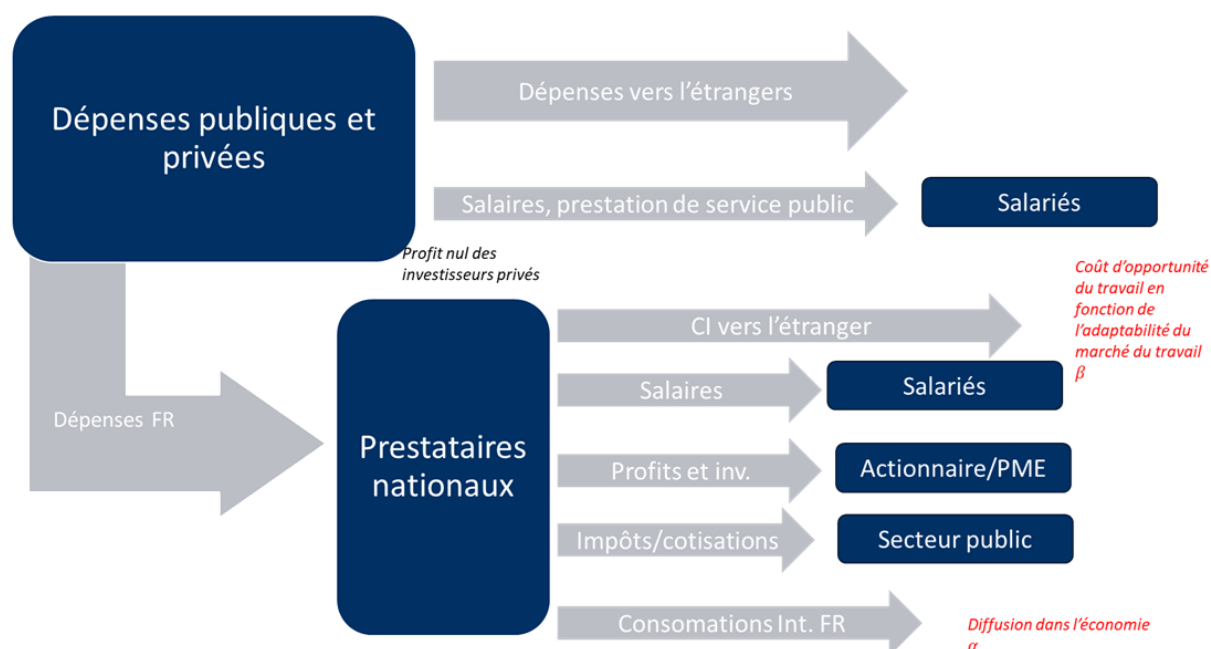 Dépenses publiques et
privées
Dépenses vers l'étrangers
Salaires, prestation de service public
Salariés
Profit nul des
investisseurs privés
Coût d'opportunité
du travail en
fonction de
l'adaptabilité du
marché du travail
β
CI vers l'étranger
Salaires
Salariés
Dépenses FR
Prestataires
nationaux
Profits et inv.
Actionnaire/PME
Impôts/cotisations
Secteur public
Consomations Int. FR
Diffusion dans l'économie
α